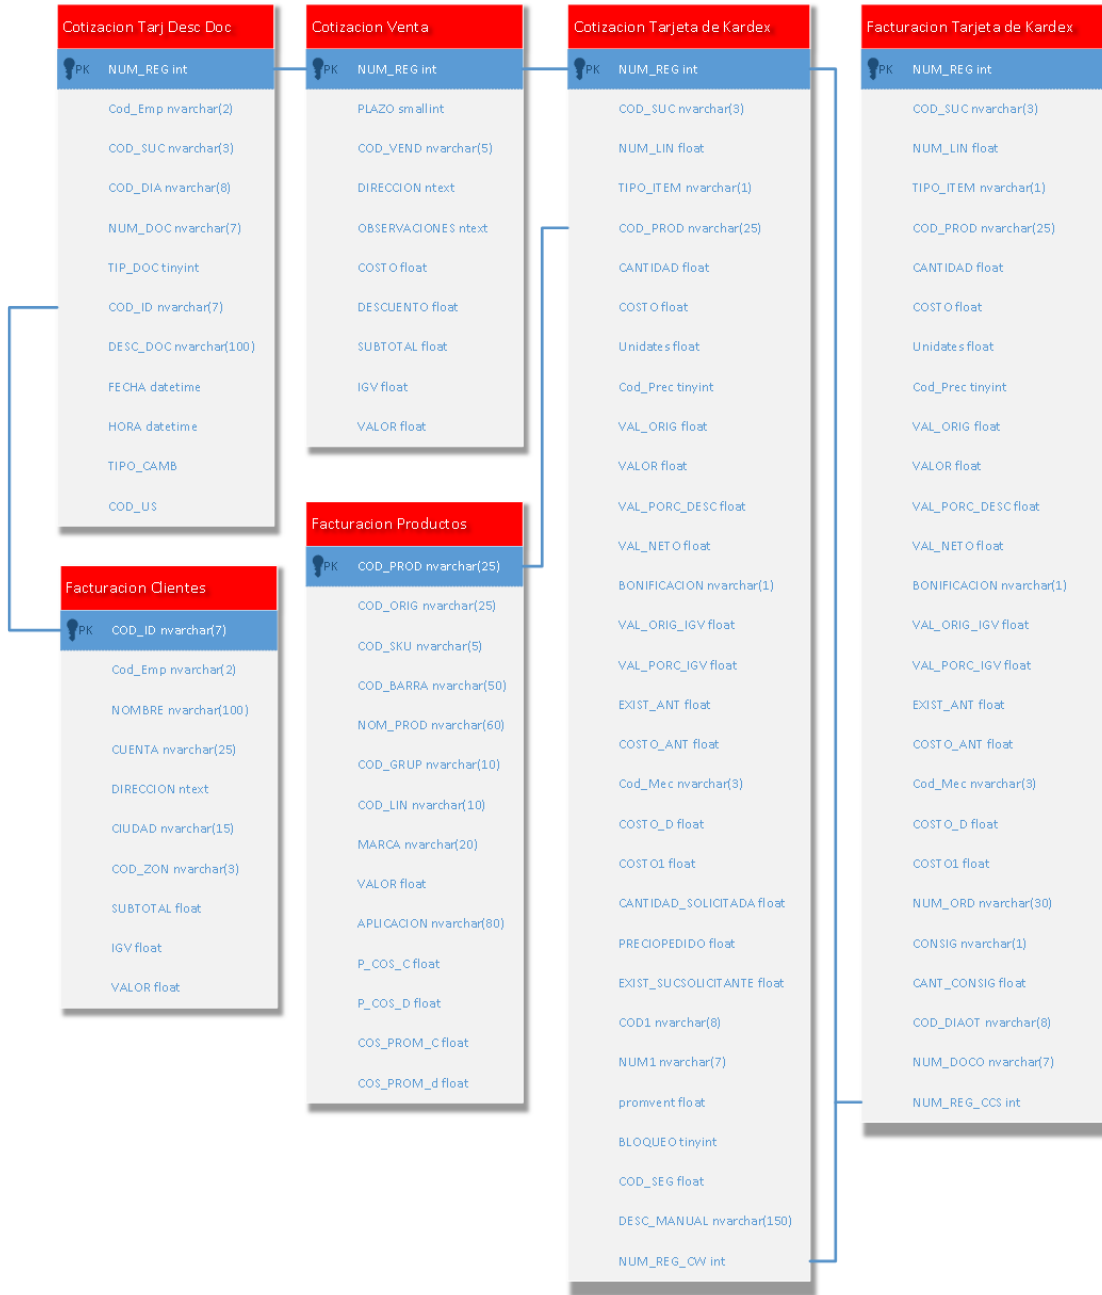 Cotizacion Tarj Desc Doc
PK NUM_REG int
Cod_Emp nvarchar(2)
COD_SUC nvarchar(3)
COD_DIA nvarchar(8)
NUM_DOC nvarchar(7)
TIP_DOC tinyint
COD_ID nvarchar(7)
DESC_DOC nvarchar(100)
FECHA datetime
HORA datetime
TIPO_CAMB
COD_US
Facturacion Clientes
PK COD_ID nvarchar(7)
Cod_Emp nvarchar(2)
NOMBRE nvarchar(100)
CUENTA nvarchar(25)
DIRECCION ntext
CIUDAD nvarchar(15)
COD_ZON nvarchar(3)
SUBTOTAL float
IGV float
VALOR float
Cotizacion Venta
PK NUM_REG int
PLAZO smallint
COD_VEND nvarchar(5)
DIRECCION ntext
OBSERVACIONES ntext
COSTO float
DESCUENTO float
SUBTOTAL float
IGV float
VALOR float
Facturacion Productos
PK COD_PROD nvarchar(25)
COD_ORIG nvarchar(25)
COD_SKU nvarchar(5)
COD_BARRA nvarchar(50)
NOM_PROD nvarchar(60)
COD_GRUP nvarchar(10)
COD_LIN nvarchar(10)
MARCA nvarchar(20)
VALOR float
APLICACION nvarchar(80)
P_COS_C float
P_COS_D float
COS_PROM_C float
COS_PROM_d float
Cotizacion Tarjeta de Kardex
PK NUM_REG int
COD_SUC nvarchar(3)
NUM_LIN float
TIPO_ITEM nvarchar(1)
COD_PROD nvarchar(25)
CANTIDAD float
COSTO float
Unidates float
Cod_Prec tinyint
VAL_ORIG float
VALOR float
VAL_PORC_DESC float
VAL_NETO float
BONIFICACION nvarchar(1)
VAL_ORIG_IGV float
VAL_PORC_IGV float
EXIST_ANT float
COSTO_ANT float
Cod_Mec nvarchar(3)
COSTO_D float
COSTO1 float
CANTIDAD_SOLICITADA float
PRECIOPEDIDO float
EXIST_SUCSOLICITANTE float
COD1 nvarchar(8)
NUM1 nvarchar(7)
promvent float
BLOQUEO tinyint
COD_SEG float
DESC_MANUAL nvarchar(150)
NUM_REG_CW int
Facturacion Tarjeta de Kardex
PK NUM_REG int
COD_SUC nvarchar(3)
NUM_LIN float
TIPO_ITEM nvarchar(1)
COD_PROD nvarchar(25)
CANTIDAD float
COSTO float
Unidates float
Cod_Prec tinyint
VAL_ORIG float
VALOR float
VAL_PORC_DESC float
VAL_NETO float
BONIFICACION nvarchar(1)
VAL_ORIG_IGV float
VAL_PORC_IGV float
EXIST_ANT float
COSTO_ANT float
Cod_Mec nvarchar(3)
COSTO_D float
COSTO1 float
NUM_ORD nvarchar(30)
CONSIG nvarchar(1)
CANT_CONSIG float
COD_DIAOT nvarchar(8)
NUM_DOCO nvarchar(7)
NUM_REG_CCS int